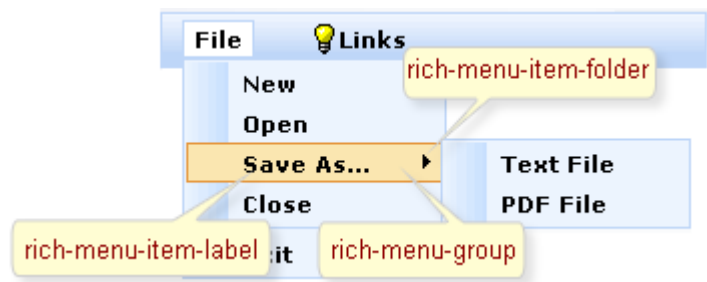 File Links
rich-menu-item-folder
New
Open
Save As... Text File
Close PDF File
rich-menu-item-label it rich-menu-group